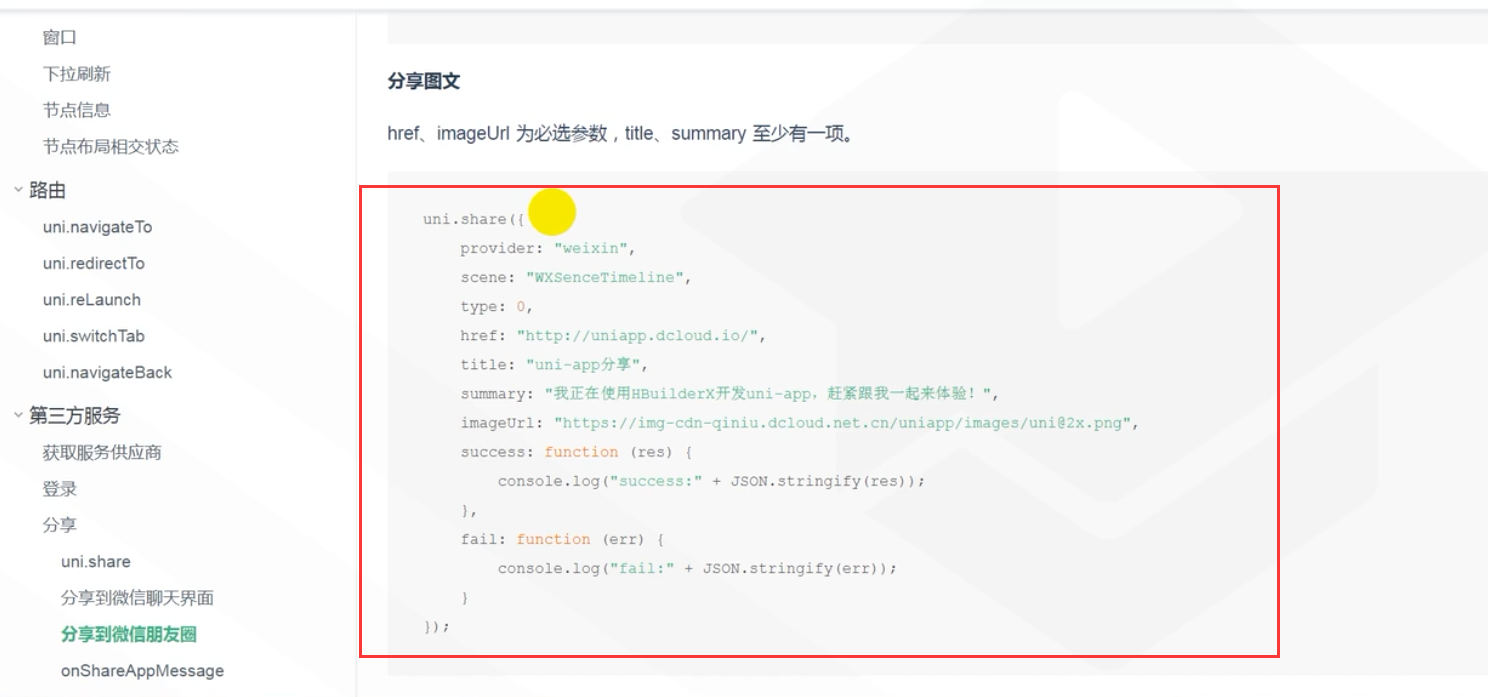 窗口
下拉刷新
节点信息
节点布局相交状态
路由
uni.navigateTo
uni.redirectTo
uni.reLaunch
uni.switchTab
uni.navigateBack
第三方服务
获取服务供应商
登录
分享
uni.share
分享到微信聊天界面
分享到微信朋友圈
onShareAppMessage
分享图文
href、imageUrl 为必选参数，title、summary 至少有一项。
uni.share({
provider: "weixin",
scene: "WXSenceTimeline",
type: 0,
href: "http://uniapp.dcloud.io/",
title: "uni-app分享",
summary: "我正在使用HBuilderX开发uni-app，赶紧跟我一起来体验！",
imageUrl: "https://img-cdn-qiniu.dcloud.net.cn/uniapp/images/uni@2x.png",
success: function (res) {
console.log("success:" + JSON.stringify(res));
},
fail: function (err) {
console.log("fail:" + JSON.stringify(err));
}
});